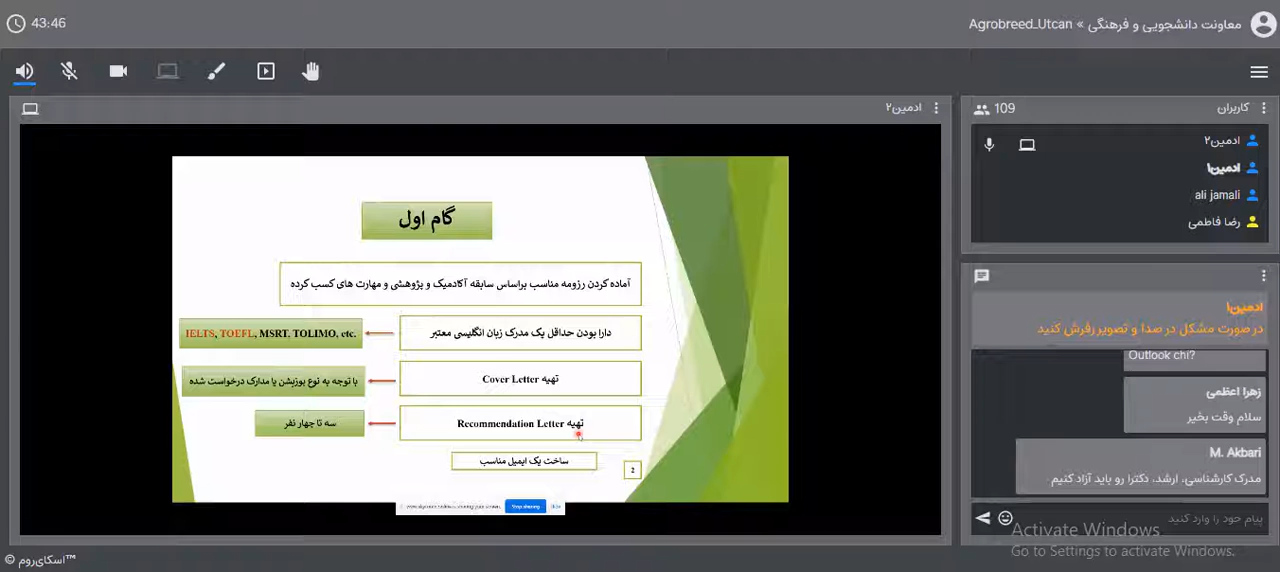 43:46
معاونت دانشجویی و فرهنگی » Agrobreed_Utcan
ادمین۲
گام اول
آماده کردن رزومه مناسب براساس سابقه آکادمیک و پژوهشی و مهارت های کسب کرده
دارا بودن حداقل یک مدرک زبان انگلیسی معتبر
IELTS, TOEFL, MSRT, TOLIMO, etc.
تهیه Cover Letter
با توجه به نوع پوزیشن یا مدارک درخواست شده
تهیه Recommendation Letter
سه تا چهار نفر
ساخت یک ایمیل مناسب
2
Stop sharing
Hide
کاربران
109
ادمین۲
ادمین۱
ali jamali
رضا فاطمی
ادمین۱
در صورت مشکل در صدا و تصویر رفرش کنید
Outlook chi?
زهرا اعظمی
سلام وقت بخیر
M. Akbari
مدرک کارشناسی، ارشد، دکترا رو باید آزاد کنیم
پیام خود را وارد کنید
Activate Windows
Go to Settings to activate Windows.
© اسکای‌روم™